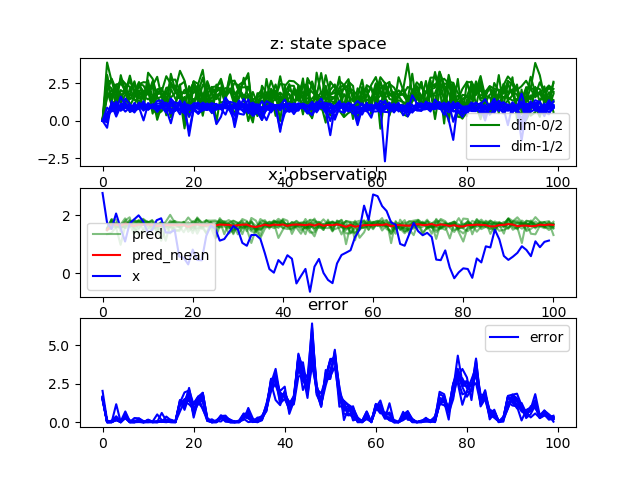 z: state space
2.5
0.0
−2.5
dim-0/2
dim-1/2
0 20 40 60 80 100
x: observation
2
0
pred
pred_mean
x
0 20 40 60 80 100
error
5.0
2.5
0.0
error
0 20 40 60 80 100